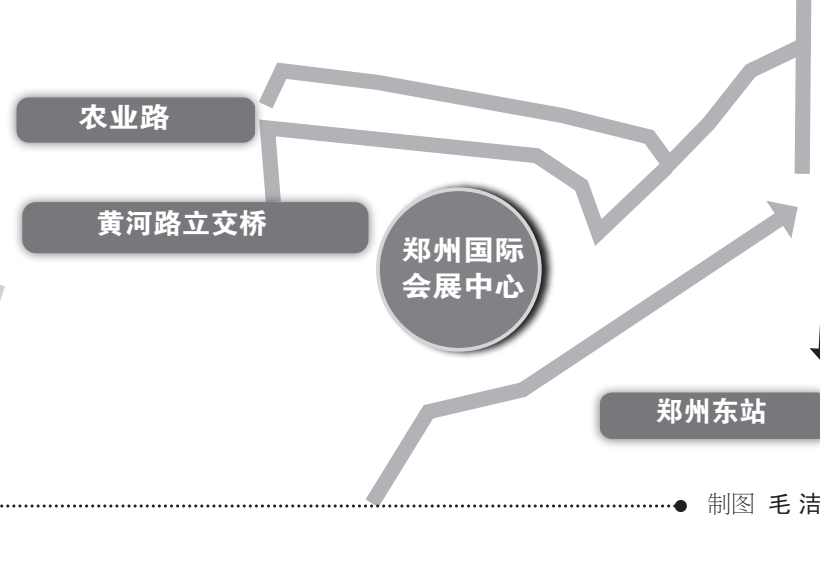 农业路
黄河路立交桥
郑州国际
会展中心
郑州东站
制图 毛 洁